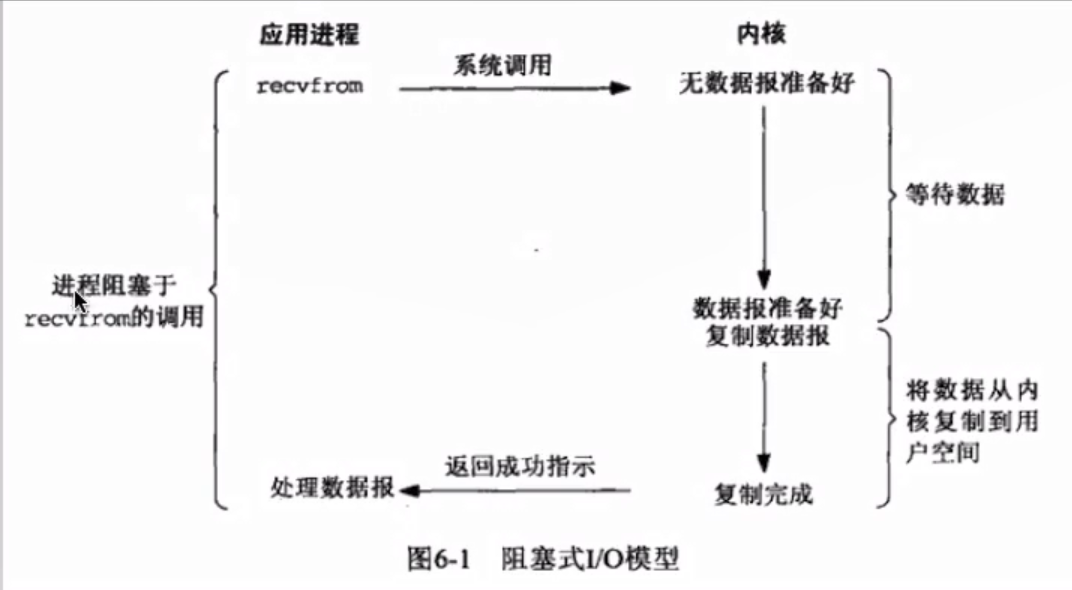 应用进程
内核
recvfrom
系统调用
无数据报准备好
等待数据
进程阻塞于
recvfrom的调用
数据报准备好
复制数据报
将数据从内
核复制到用
户空间
返回成功指示
处理数据报
复制完成
图6-1 阻塞式I/O模型